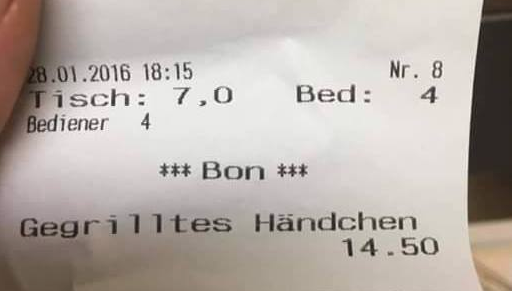 28.01.2016 18:15 Nr. 8
Tisch: 7,0 Bed: 4
Bediener 4
*** Bon ***
Gegrilltes Händchen
14.50